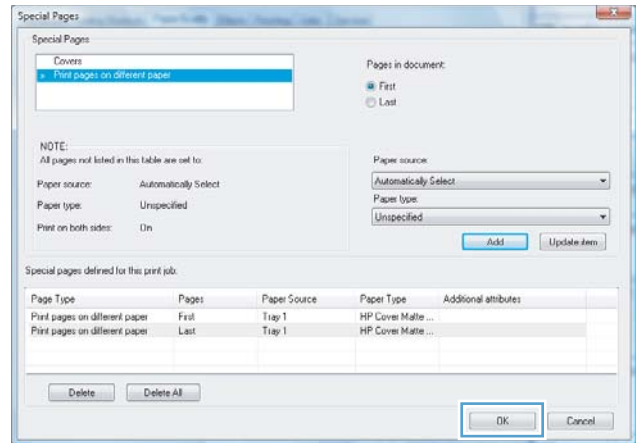 Special Pages
Special Pages
Covers
Print pages on different paper
Pages in document:
First
Last
NOTE:
All pages not listed in this table are set to:
Paper source: Automatically Select
Paper type: Unspecified
Print on both sides: On
Paper source:
Automatically Select
Paper type:
Unspecified
Add Update item
Special pages defined for this print job:
Page Type Pages Paper Source Paper Type Additional attributes
Print pages on different paper First Tray 1 HP Cover Matte ...
Print pages on different paper Last Tray 1 HP Cover Matte ...
Delete Delete All
OK Cancel